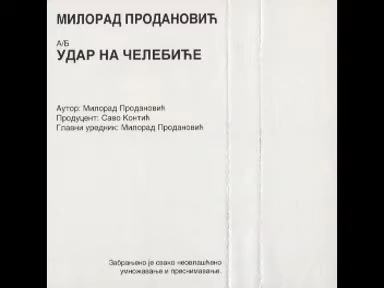 МИЛОРАД ПРОДАНОВИЋ
А/Б
УДАР НА ЧЕЛЕБИЋЕ
Аутор: Милорад Продановић
Продуцент: Саво Контић
Главни уредник: Милорад Продановић
Забрањено је свако неовлашћено
умножавање и преснимавање.